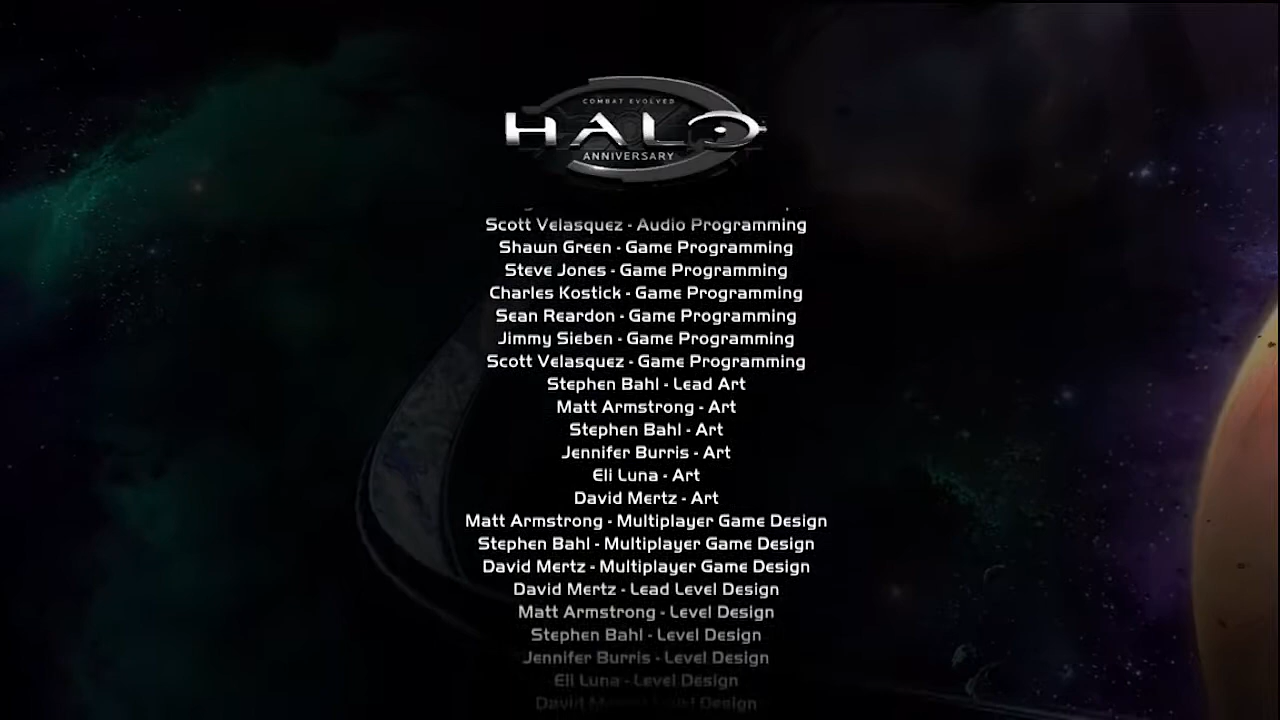 COMBAT EVOLVED
HALO
ANNIVERSARY
Scott Velasquez - Audio Programming
Shawn Green - Game Programming
Steve Jones - Game Programming
Charles Kostick - Game Programming
Sean Reardon - Game Programming
Jimmy Sieben - Game Programming
Scott Velasquez - Game Programming
Stephen Bahl - Lead Art
Matt Armstrong - Art
Stephen Bahl - Art
Jennifer Burris - Art
Eli Luna - Art
David Mertz - Art
Matt Armstrong - Multiplayer Game Design
Stephen Bahl - Multiplayer Game Design
David Mertz - Multiplayer Game Design
David Mertz - Lead Level Design
Matt Armstrong - Level Design
Stephen Bahl - Level Design
Jennifer Burris - Level Design
Eli Luna - Level Design
David Mertz - Level Design